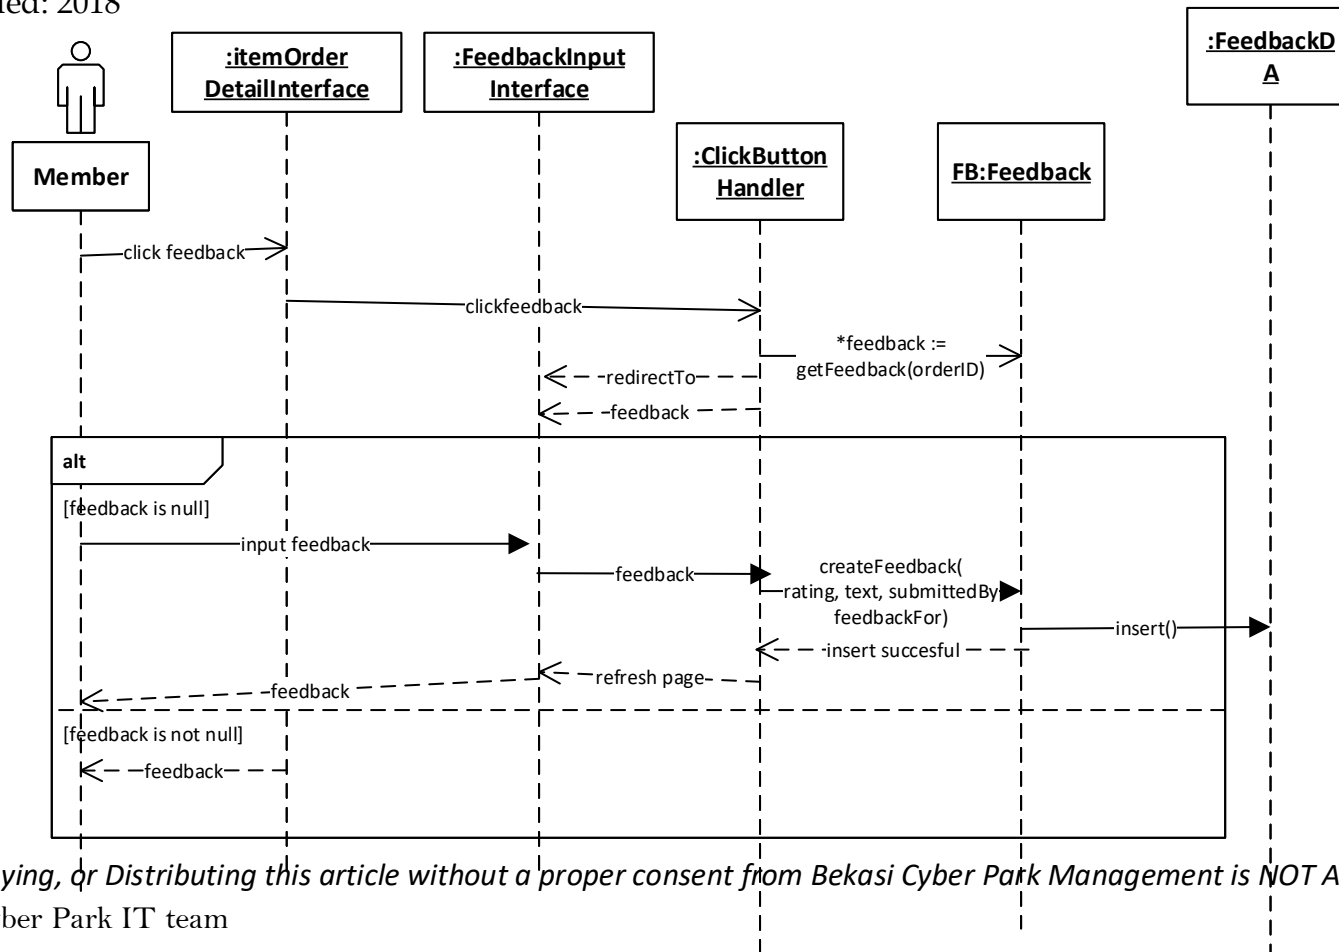 ed: 2018
:itemOrder
DetailInterface
:FeedbackInput
Interface
:FeedbackD
A
Member
:ClickButton
Handler
FB:Feedback
click feedback
clickfeedback
*feedback :=
getFeedback(orderID)
redirectTo
feedback
alt
[feedback is null]
input feedback
feedback
createFeedback(
rating, text, submittedBy
feedbackFor)
insert()
insert succesful
refresh page
feedback
[feedback is not null]
feedback
ying, or Distributing this article without a proper consent from Bekasi Cyber Park Management is NOT A
ber Park IT team